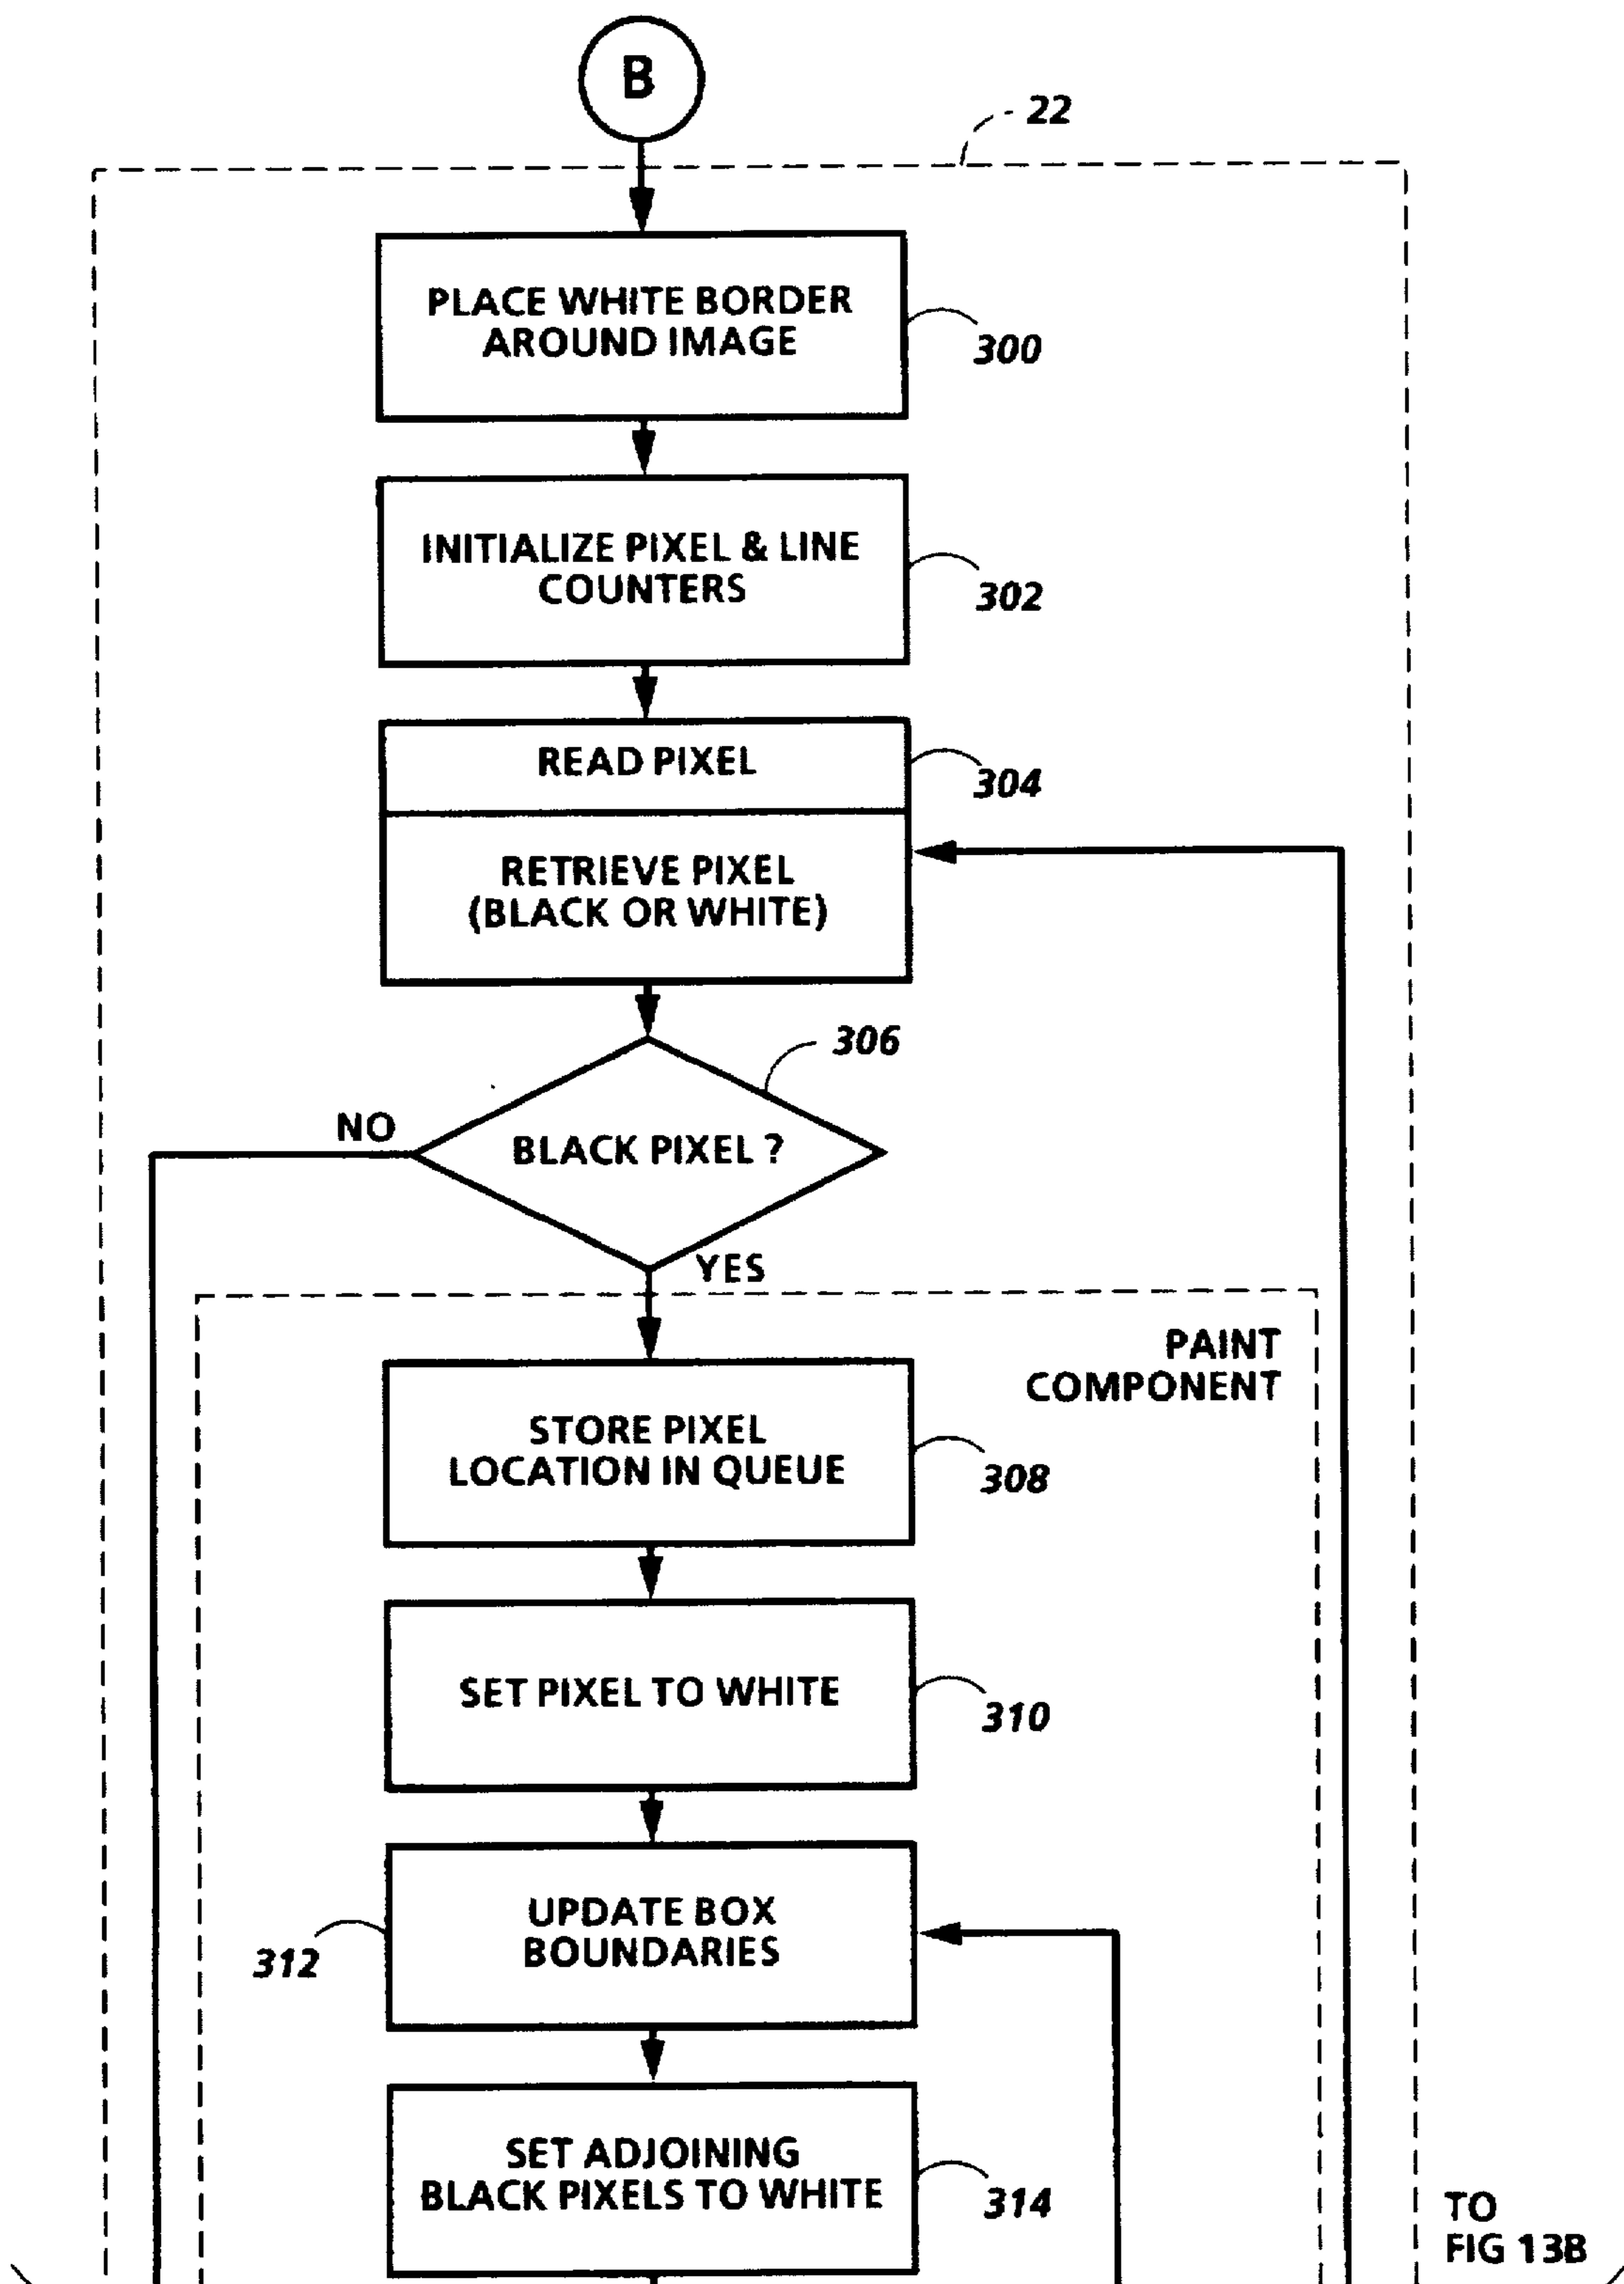 B
22
PLACE WHITE BORDER
AROUND IMAGE
300
INITIALIZE PIXEL & LINE
COUNTERS
302
READ PIXEL
304
RETRIEVE PIXEL
(BLACK OR WHITE)
306
NO
BLACK PIXEL ?
YES
PAINT
COMPONENT
STORE PIXEL
LOCATION IN QUEUE
308
SET PIXEL TO WHITE
310
UPDATE BOX
BOUNDARIES
312
SET ADJOINING
BLACK PIXELS TO WHITE
314
TO
FIG 13B